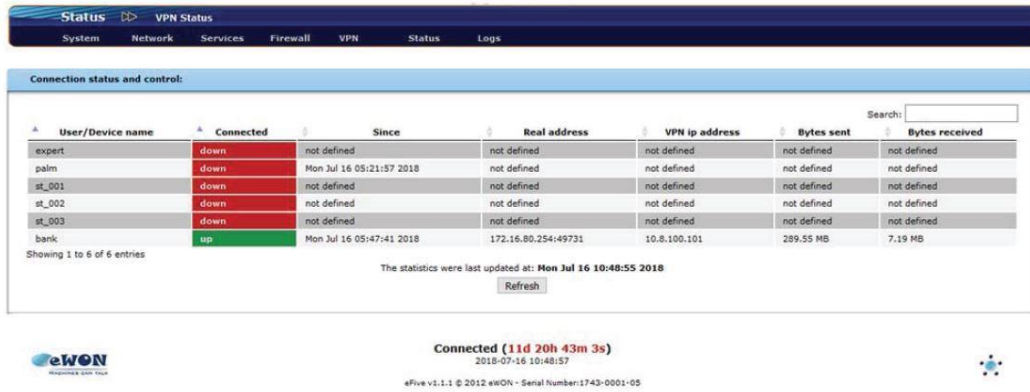 Status VPN Status
System Network Services Firewall VPN Status Logs
Connection status and control:
Search:
User/Device name Connected Since Real address VPN ip address Bytes sent Bytes received
expert down not defined not defined not defined not defined not defined
palm down Mon Jul 16 05:21:57 2018 not defined not defined not defined not defined
st_001 down not defined not defined not defined not defined not defined
st_002 down not defined not defined not defined not defined not defined
st_003 down not defined not defined not defined not defined not defined
bank up Mon Jul 16 05:47:41 2018 172.16.80.254:49731 10.8.100.101 289.55 MB 7.19 MB
Showing 1 to 6 of 6 entries
The statistics were last updated at: Mon Jul 16 10:48:55 2018
Refresh
eWON
MACHINES CAN TALK
Connected (11d 20h 43m 3s)
2018-07-16 10:48:57
eFive v1.1.1 © 2012 eWON - Serial Number:1743-0001-05